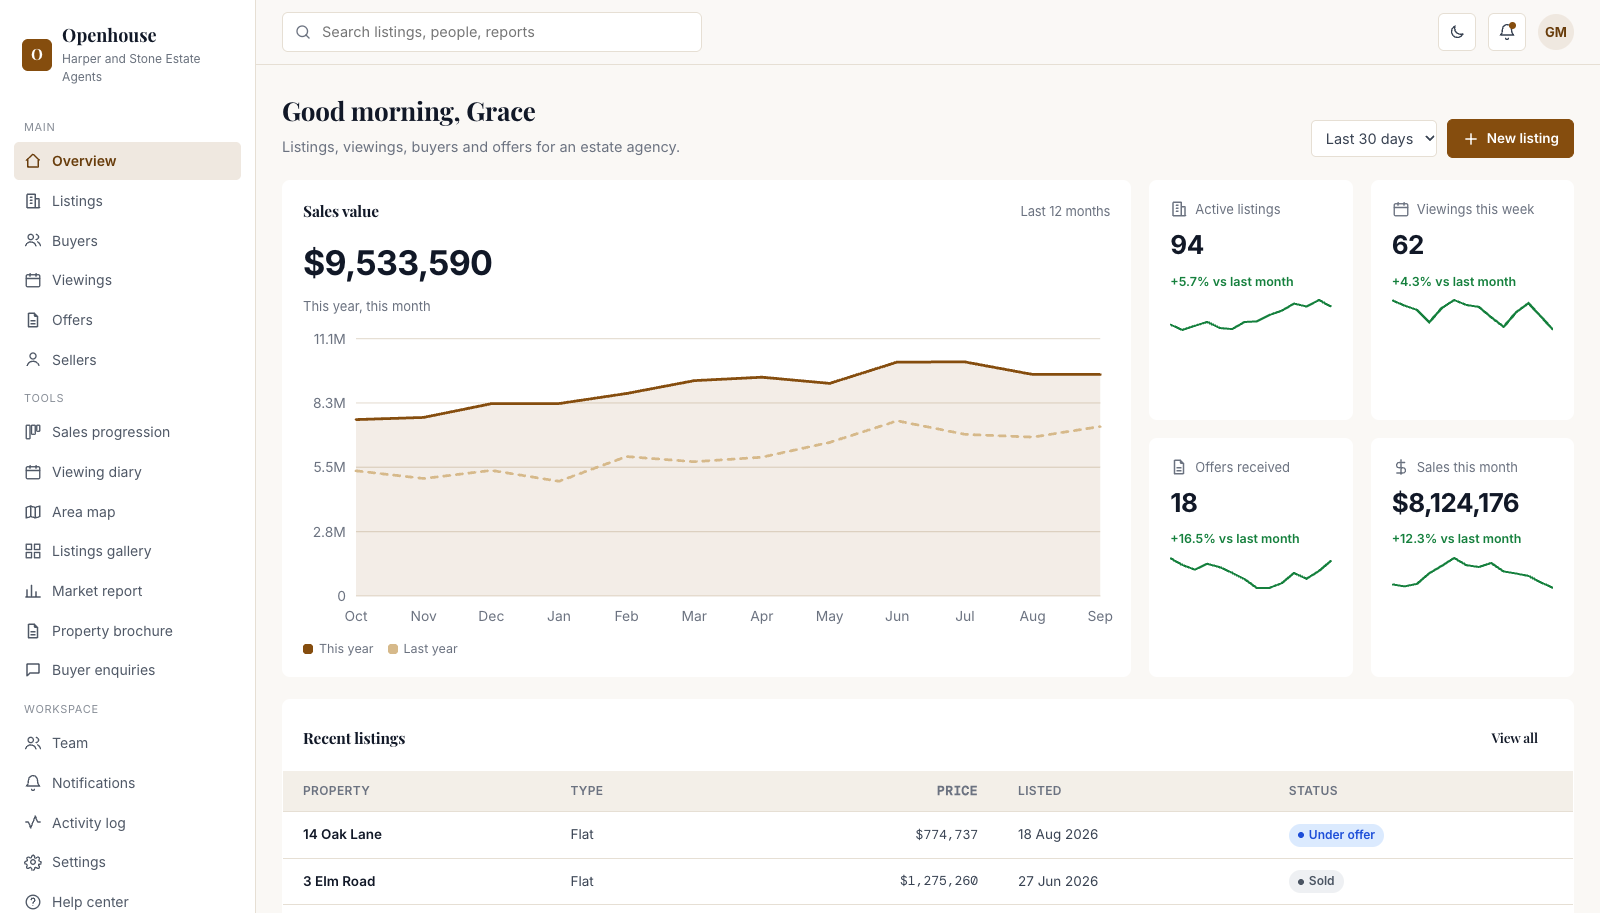 O
Openhouse
Harper and Stone Estate
Agents
MAIN
Overview
Listings
Buyers
Viewings
Offers
Sellers
TOOLS
Sales progression
Viewing diary
Area map
Listings gallery
Market report
Property brochure
Buyer enquiries
WORKSPACE
Team
Notifications
Activity log
Settings
Help center
Search listings, people, reports
GM
Good morning, Grace
Listings, viewings, buyers and offers for an estate agency.
Last 30 days
New listing
Sales value
Last 12 months
$9,533,590
This year, this month
11.1M
8.3M
5.5M
2.8M
0
Oct Nov Dec Jan Feb Mar Apr May Jun Jul Aug Sep
This year Last year
Active listings
94
+5.7% vs last month
Viewings this week
62
+4.3% vs last month
Offers received
18
+16.5% vs last month
Sales this month
$8,124,176
+12.3% vs last month
Recent listings
View all
PROPERTY TYPE PRICE LISTED STATUS
14 Oak Lane Flat $774,737 18 Aug 2026 Under offer
3 Elm Road Flat $1,275,260 27 Jun 2026 Sold